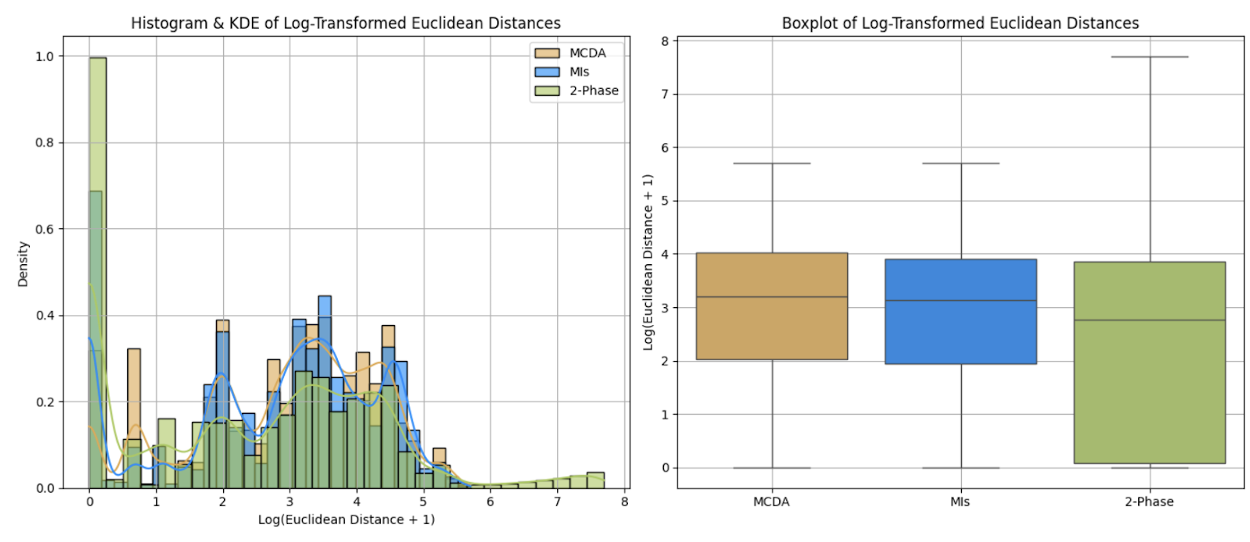 Histogram & KDE of Log-Transformed Euclidean Distances
MCDA
MIs
2-Phase
Density
1.0
0.8
0.6
0.4
0.2
0.0
0 1 2 3 4 5 6 7 8
Log(Euclidean Distance + 1)
Boxplot of Log-Transformed Euclidean Distances
Log(Euclidean Distance + 1)
8
7
6
5
4
3
2
1
0
MCDA MIs 2-Phase